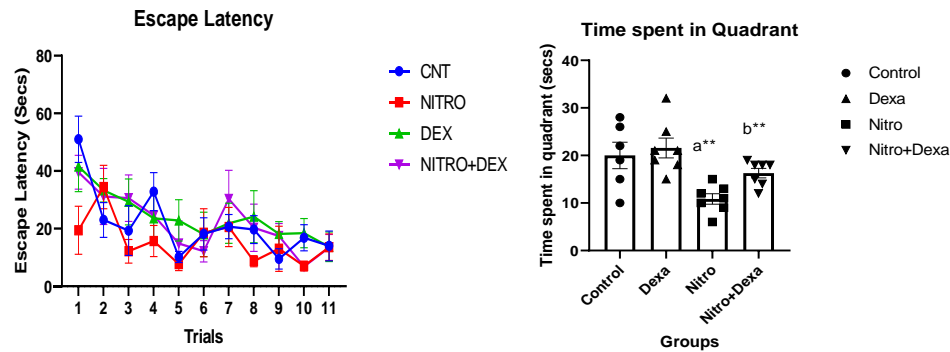 Escape Latency
Escape Latency (Secs)
80
60
40
20
0
1 2 3 4 5 6 7 8 9 10 11
Trials
CNT
NITRO
DEX
NITRO+DEX
Time spent in Quadrant
Time spent in quadrant (secs)
40
30
20
10
0
a**
b**
Control
Dexa
Nitro
Nitro+Dexa
Groups
Control
Dexa
Nitro
Nitro+Dexa